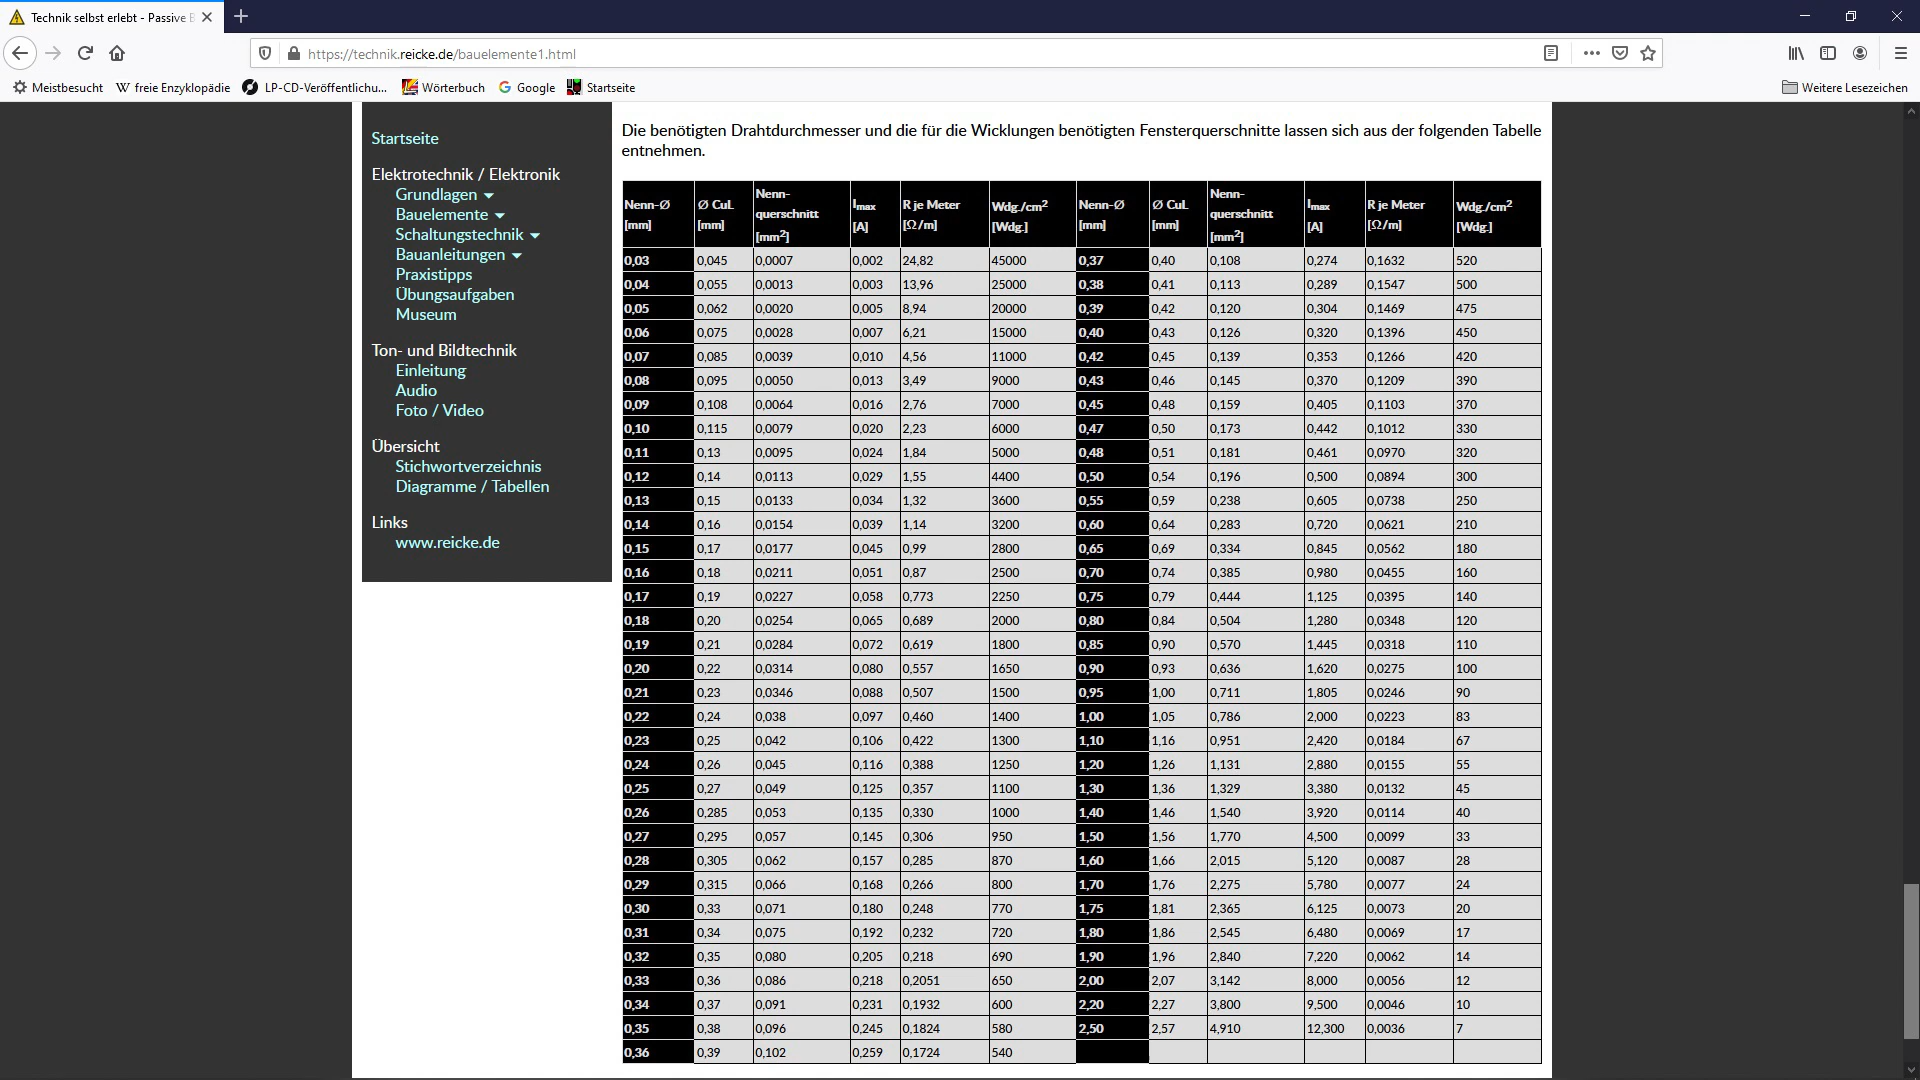 Technik selbst erlebt - Passive B
https://technik.reicke.de/bauelemente1.html
Meistbesucht freie Enzyklopädie LP-CD-Veröffentlichu... Wörterbuch Google Startseite Weitere Lesezeichen
Startseite
Elektrotechnik / Elektronik
Grundlagen
Bauelemente
Schaltungstechnik
Bauanleitungen
Praxistipps
Übungsaufgaben
Museum
Ton- und Bildtechnik
Einleitung
Audio
Foto / Video
Übersicht
Stichwortverzeichnis
Diagramme / Tabellen
Links
www.reicke.de
Die benötigten Drahtdurchmesser und die für die Wicklungen benötigten Fensterquerschnitte lassen sich aus der folgenden Tabelle
entnehmen.
Nenn-Ø [mm] Ø CuL [mm] Nenn-querschnitt [mm²] Imax [A] R je Meter [Ω/m] Wdg./cm² [Wdg.] Nenn-Ø [mm] Ø CuL [mm] Nenn-querschnitt [mm²] Imax [A] R je Meter [Ω/m] Wdg./cm² [Wdg.]
0,03 0,045 0,0007 0,002 24,82 45000 0,37 0,40 0,108 0,274 0,1632 520
0,04 0,055 0,0013 0,003 13,96 25000 0,38 0,41 0,113 0,289 0,1547 500
0,05 0,062 0,0020 0,005 8,94 20000 0,39 0,42 0,120 0,304 0,1469 475
0,06 0,075 0,0028 0,007 6,21 15000 0,40 0,43 0,126 0,320 0,1396 450
0,07 0,085 0,0039 0,010 4,56 11000 0,42 0,45 0,139 0,353 0,1266 420
0,08 0,095 0,0050 0,013 3,49 9000 0,43 0,46 0,145 0,370 0,1209 390
0,09 0,108 0,0064 0,016 2,76 7000 0,45 0,48 0,159 0,405 0,1103 370
0,10 0,115 0,0079 0,020 2,23 6000 0,47 0,50 0,173 0,442 0,1012 330
0,11 0,13 0,0095 0,024 1,84 5000 0,48 0,51 0,181 0,461 0,0970 320
0,12 0,14 0,0113 0,029 1,55 4400 0,50 0,54 0,196 0,500 0,0894 300
0,13 0,15 0,0133 0,034 1,32 3600 0,55 0,59 0,238 0,605 0,0738 250
0,14 0,16 0,0154 0,039 1,14 3200 0,60 0,64 0,283 0,720 0,0621 210
0,15 0,17 0,0177 0,045 0,99 2800 0,65 0,69 0,334 0,845 0,0562 180
0,16 0,18 0,0211 0,051 0,87 2500 0,70 0,74 0,385 0,980 0,0455 160
0,17 0,19 0,0227 0,058 0,773 2250 0,75 0,79 0,444 1,125 0,0395 140
0,18 0,20 0,0254 0,065 0,689 2000 0,80 0,84 0,504 1,280 0,0348 120
0,19 0,21 0,0284 0,072 0,619 1800 0,85 0,90 0,570 1,445 0,0318 110
0,20 0,22 0,0314 0,080 0,557 1650 0,90 0,93 0,636 1,620 0,0275 100
0,21 0,23 0,0346 0,088 0,507 1500 0,95 1,00 0,711 1,805 0,0246 90
0,22 0,24 0,038 0,097 0,460 1400 1,00 1,05 0,786 2,000 0,0223 83
0,23 0,25 0,042 0,106 0,422 1300 1,10 1,16 0,951 2,420 0,0184 67
0,24 0,26 0,045 0,116 0,388 1250 1,20 1,26 1,131 2,880 0,0155 55
0,25 0,27 0,049 0,125 0,357 1100 1,30 1,36 1,329 3,380 0,0132 45
0,26 0,285 0,053 0,135 0,330 1000 1,40 1,46 1,540 3,920 0,0114 40
0,27 0,295 0,057 0,145 0,306 950 1,50 1,56 1,770 4,500 0,0099 33
0,28 0,305 0,062 0,157 0,285 870 1,60 1,66 2,015 5,120 0,0087 28
0,29 0,315 0,066 0,168 0,266 800 1,70 1,76 2,275 5,780 0,0077 24
0,30 0,33 0,071 0,180 0,248 770 1,75 1,81 2,365 6,125 0,0073 20
0,31 0,34 0,075 0,192 0,232 720 1,80 1,86 2,545 6,480 0,0069 17
0,32 0,35 0,080 0,205 0,218 690 1,90 1,96 2,840 7,220 0,0062 14
0,33 0,36 0,086 0,218 0,2051 650 2,00 2,07 3,142 8,000 0,0056 12
0,34 0,37 0,091 0,231 0,1932 600 2,20 2,27 3,800 9,500 0,0046 10
0,35 0,38 0,096 0,245 0,1824 580 2,50 2,57 4,910 12,300 0,0036 7
0,36 0,39 0,102 0,259 0,1724 540